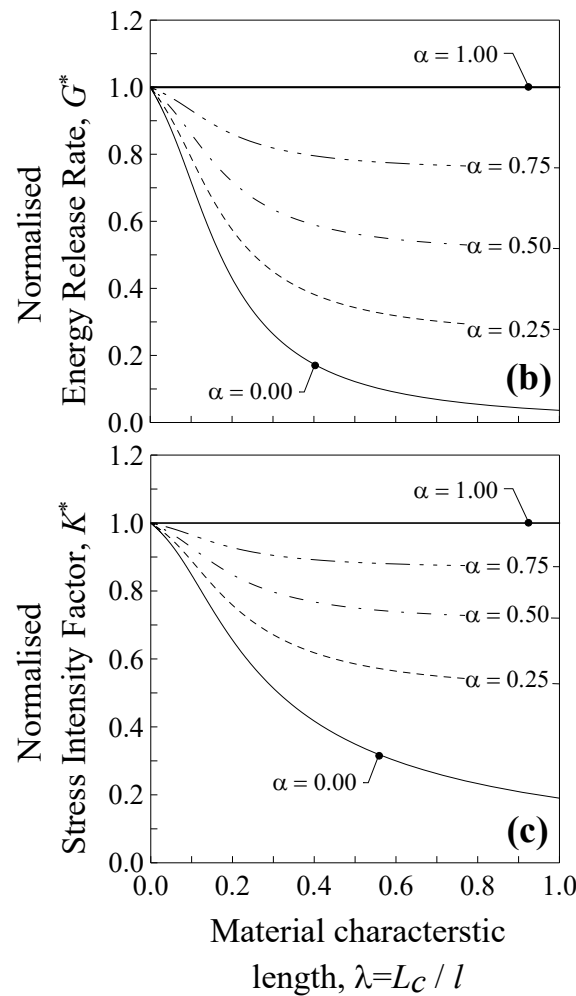 1.2
α = 1.00
1.0
0.8
α = 0.75
0.6
α = 0.50
0.4
α = 0.25
0.2
α = 0.00
(b)
0.0
Normalised
Energy Release Rate, G*
1.2
α = 1.00
1.0
α = 0.75
0.8
α = 0.50
0.6
α = 0.25
0.4
α = 0.00
0.2
(c)
0.0
Normalised
Stress Intensity Factor, K*
0.0 0.2 0.4 0.6 0.8 1.0
Material characterstic
length, λ=LC / l